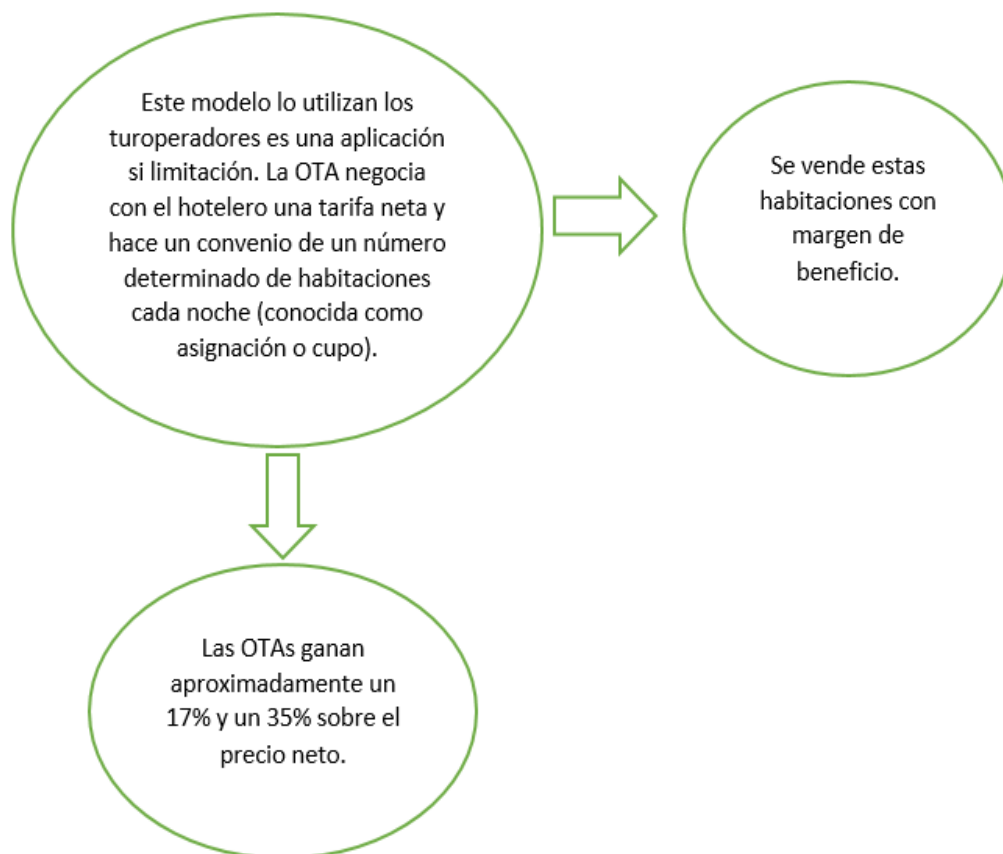 Este modelo lo utilizan los
turoperadores es una aplicación
si limitación. La OTA negocia
con el hotelero una tarifa neta y
hace un convenio de un número
determinado de habitaciones
cada noche (conocida como
asignación o cupo).
Se vende estas
habitaciones con
margen de
beneficio.
Las OTAs ganan
aproximadamente un
17% y un 35% sobre el
precio neto.